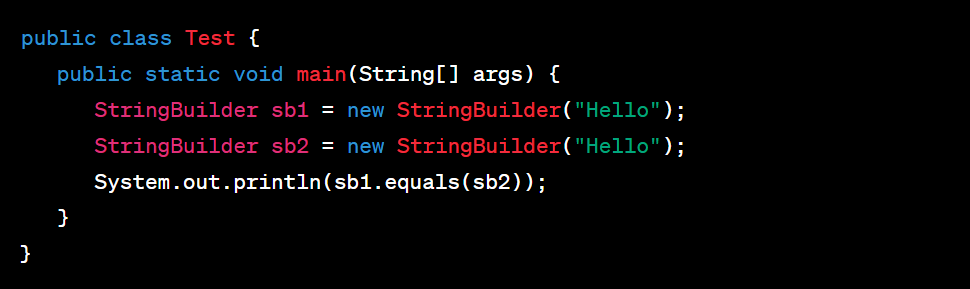 public class Test {
public static void main(String[] args) {
StringBuilder sb1 = new StringBuilder("Hello");
StringBuilder sb2 = new StringBuilder("Hello");
System.out.println(sb1.equals(sb2));
}
}